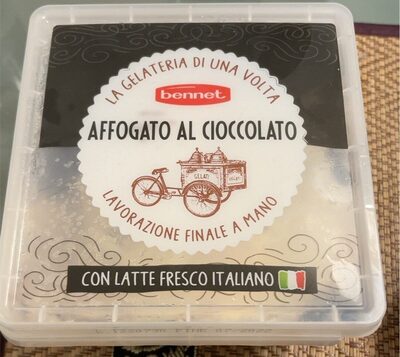 LA GELATERIA DI UNA VOLTA
bennet
AFFOGATO AL CIOCCOLATO
GELATI
LAVORAZIONE FINALE A MANO
CON LATTE FRESCO ITALIANO